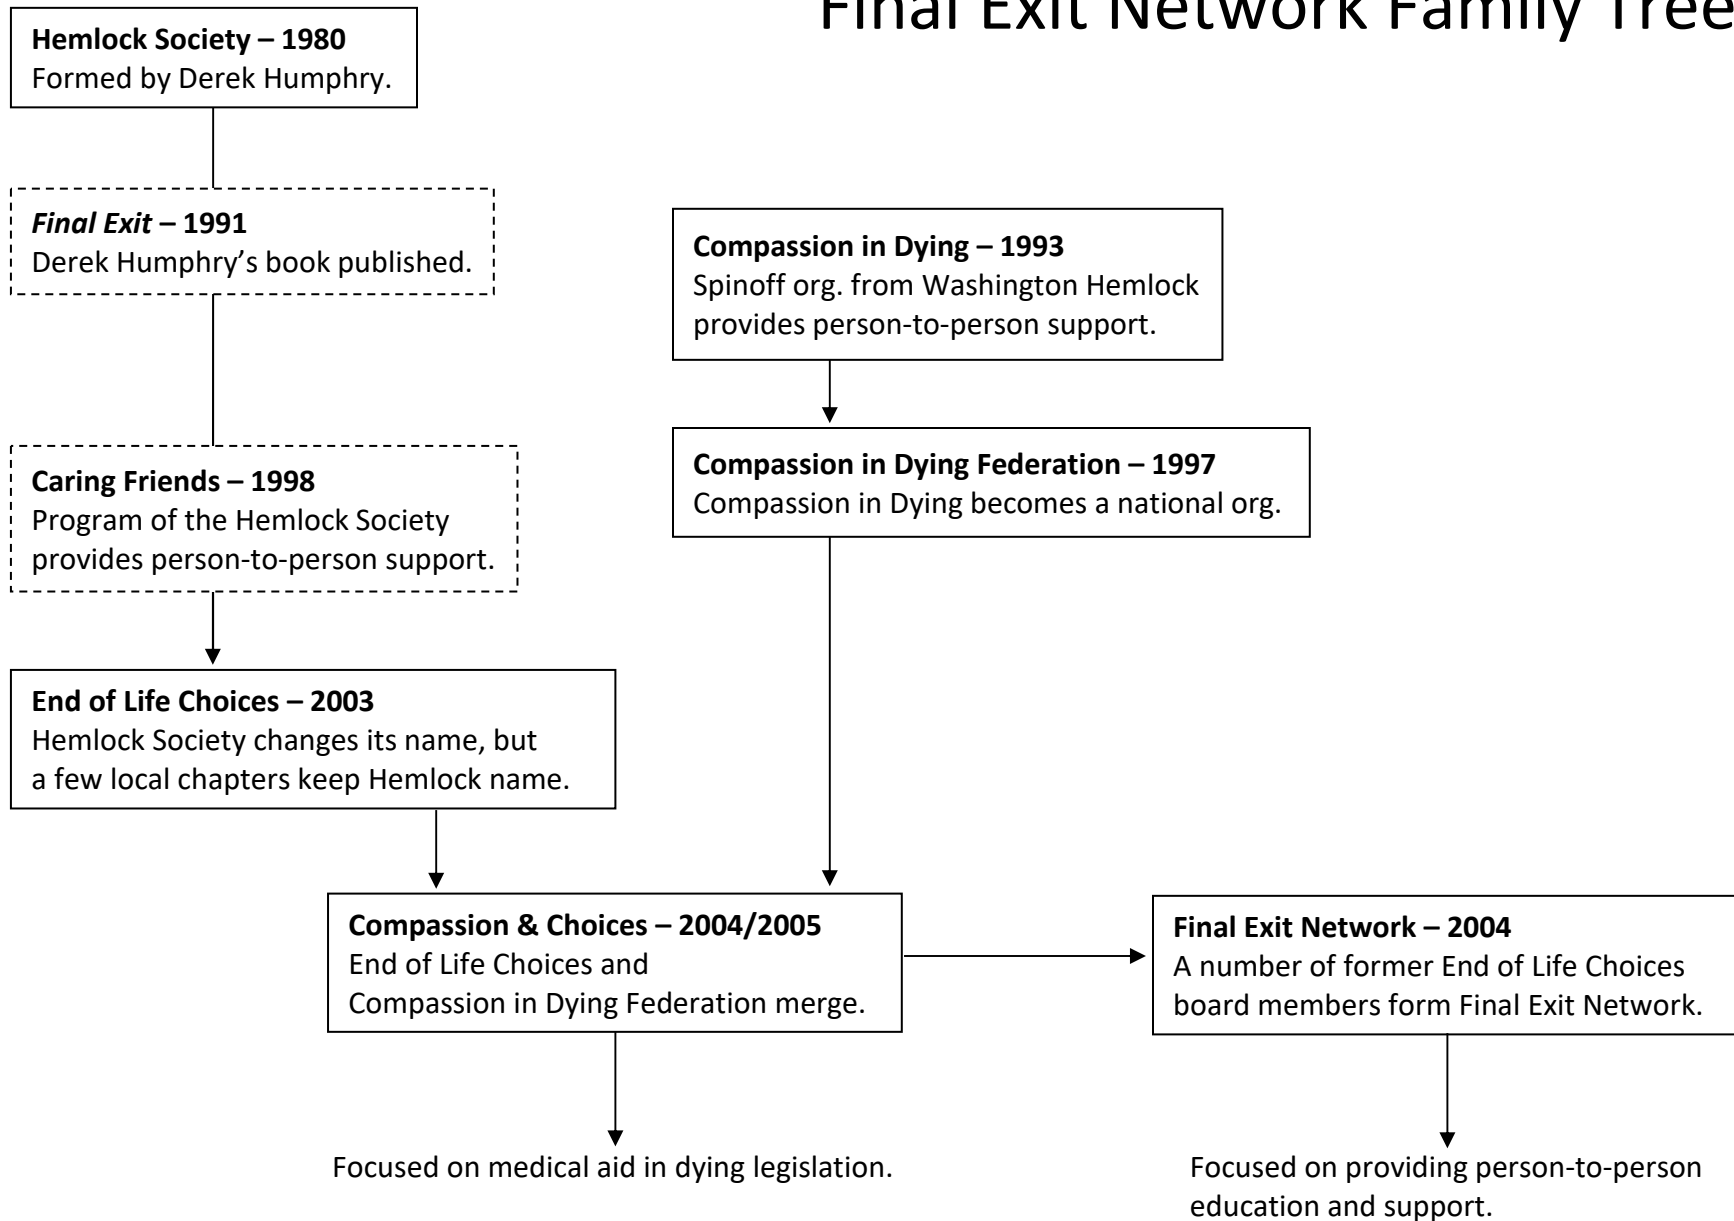 Final Exit Network Family Tree
Hemlock Society – 1980
Formed by Derek Humphry.
Final Exit – 1991
Derek Humphry’s book published.
Compassion in Dying – 1993
Spinoff org. from Washington Hemlock
provides person-to-person support.
Caring Friends – 1998
Program of the Hemlock Society
provides person-to-person support.
Compassion in Dying Federation – 1997
Compassion in Dying becomes a national org.
End of Life Choices – 2003
Hemlock Society changes its name, but
a few local chapters keep Hemlock name.
Compassion & Choices – 2004/2005
End of Life Choices and
Compassion in Dying Federation merge.
Final Exit Network – 2004
A number of former End of Life Choices
board members form Final Exit Network.
Focused on medical aid in dying legislation.
Focused on providing person-to-person
education and support.